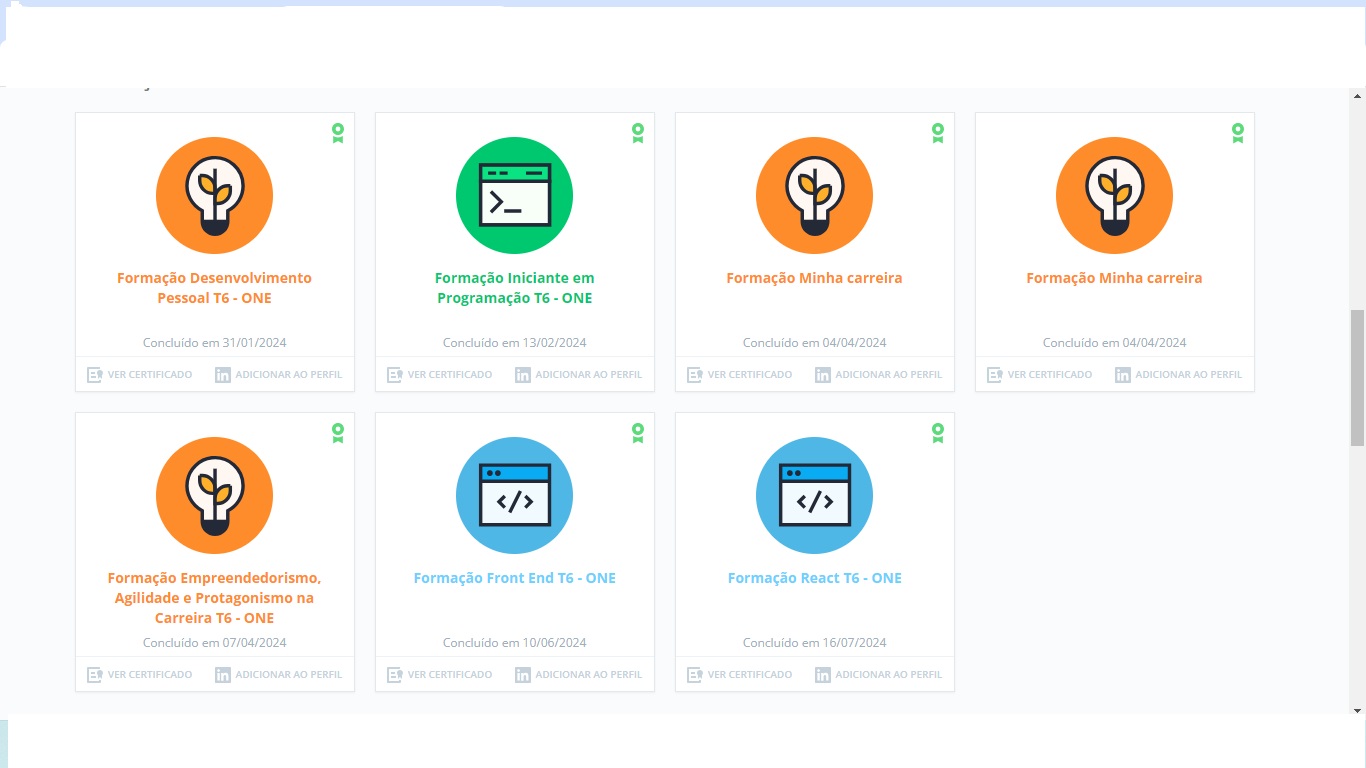 Formação Desenvolvimento
Pessoal T6 - ONE
Concluído em 31/01/2024
VER CERTIFICADO
ADICIONAR AO PERFIL
Formação Iniciante em
Programação T6 - ONE
Concluído em 13/02/2024
VER CERTIFICADO
ADICIONAR AO PERFIL
Formação Minha carreira
Concluído em 04/04/2024
VER CERTIFICADO
ADICIONAR AO PERFIL
Formação Minha carreira
Concluído em 04/04/2024
VER CERTIFICADO
ADICIONAR AO PERFIL
Formação Empreendedorismo,
Agilidade e Protagonismo na
Carreira T6 - ONE
Concluído em 07/04/2024
VER CERTIFICADO
ADICIONAR AO PERFIL
Formação Front End T6 - ONE
Concluído em 10/06/2024
VER CERTIFICADO
ADICIONAR AO PERFIL
Formação React T6 - ONE
Concluído em 16/07/2024
VER CERTIFICADO
ADICIONAR AO PERFIL